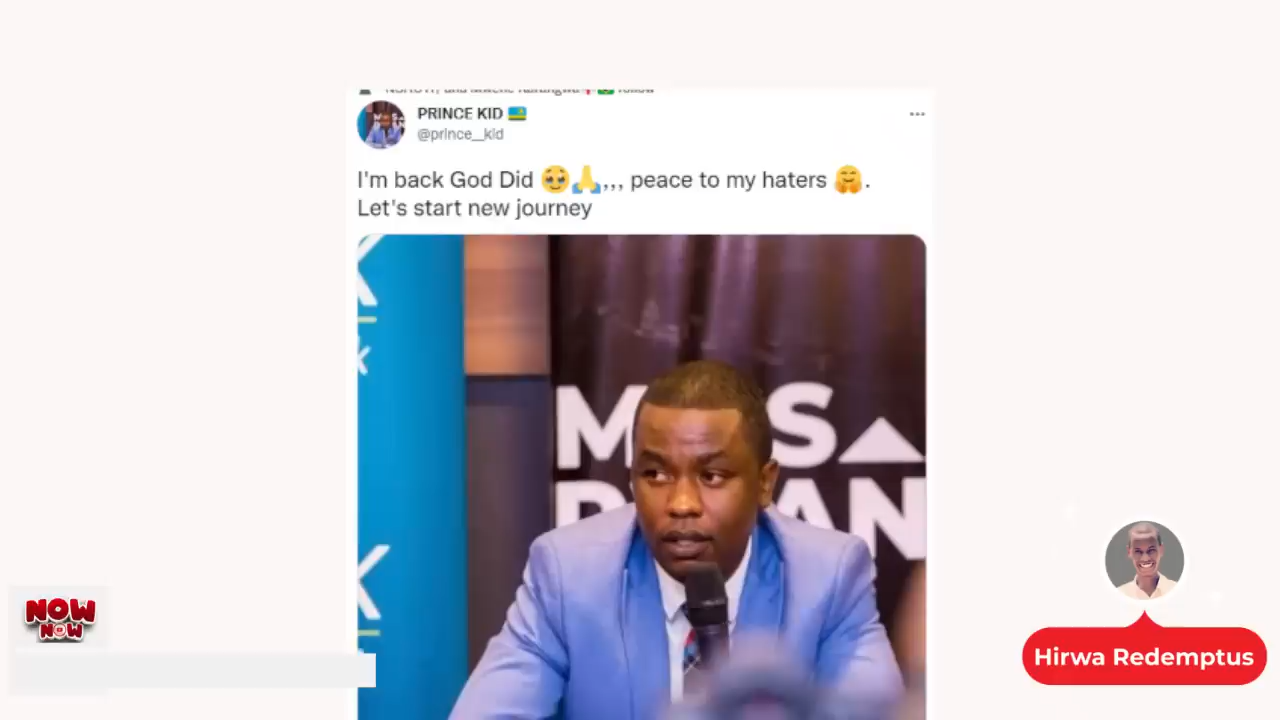 PRINCE KID 🇷🇼
@prince__kid
I'm back God Did 🥹🙏,,, peace to my haters 🤗.
Let's start new journey
NOW
NOW
Hirwa Redemptus